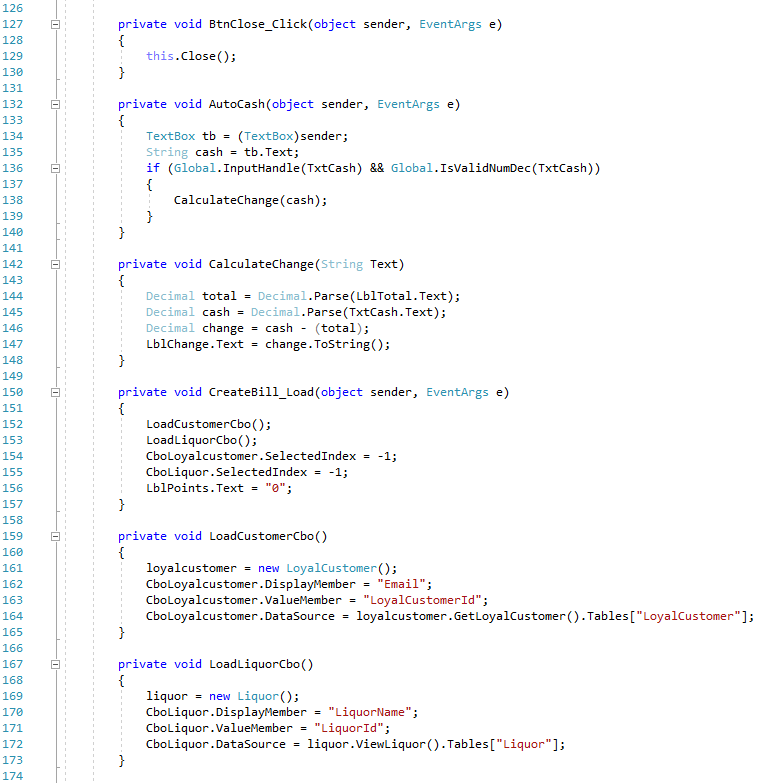 126
127 private void BtnClose_Click(object sender, EventArgs e)
128 {
129 this.Close();
130 }
131
132 private void AutoCash(object sender, EventArgs e)
133 {
134 TextBox tb = (TextBox)sender;
135 String cash = tb.Text;
136 if (Global.InputHandle(TxtCash) && Global.IsValidNumDec(TxtCash))
137 {
138 CalculateChange(cash);
139 }
140 }
141
142 private void CalculateChange(String Text)
143 {
144 Decimal total = Decimal.Parse(LblTotal.Text);
145 Decimal cash = Decimal.Parse(TxtCash.Text);
146 Decimal change = cash - (total);
147 LblChange.Text = change.ToString();
148 }
149
150 private void CreateBill_Load(object sender, EventArgs e)
151 {
152 LoadCustomerCbo();
153 LoadLiquorCbo();
154 CboLoyalcustomer.SelectedIndex = -1;
155 CboLiquor.SelectedIndex = -1;
156 LblPoints.Text = "0";
157 }
158
159 private void LoadCustomerCbo()
160 {
161 loyalcustomer = new LoyalCustomer();
162 CboLoyalcustomer.DisplayMember = "Email";
163 CboLoyalcustomer.ValueMember = "LoyalCustomerId";
164 CboLoyalcustomer.DataSource = loyalcustomer.GetLoyalCustomer().Tables["LoyalCustomer"];
165 }
166
167 private void LoadLiquorCbo()
168 {
169 liquor = new Liquor();
170 CboLiquor.DisplayMember = "LiquorName";
171 CboLiquor.ValueMember = "LiquorId";
172 CboLiquor.DataSource = liquor.ViewLiquor().Tables["Liquor"];
173 }
174